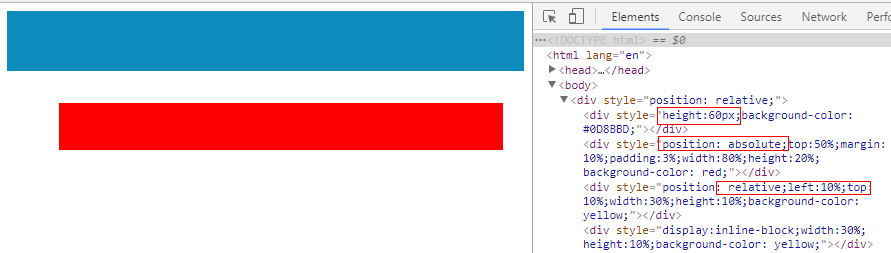 Elements Console Sources Network Perfo
<!DOCTYPE html> == $0
<html lang="en">
<head>…</head>
<body>
<div style="position: relative;">
<div style="height:60px;background-color:
#0D8BBD;"></div>
<div style="position: absolute;top:50%;margin:
10%;padding:3%;width:80%;height:20%;
background-color: red;"></div>
<div style="position: relative;left:10%;top:
10%;width:30%;height:10%;background-color:
yellow;"></div>
<div style="display:inline-block;width:30%;
height:10%;background-color: yellow;"></div>